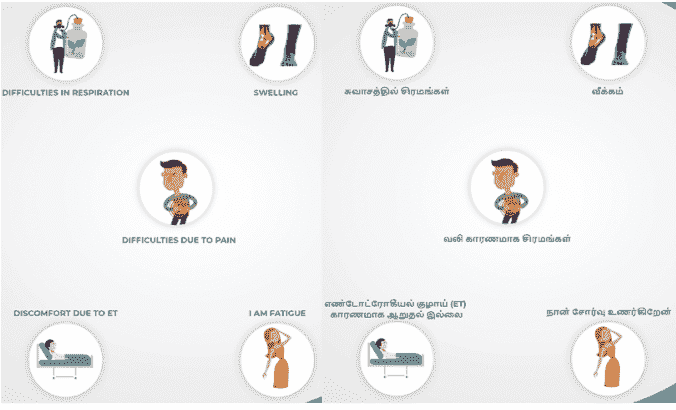 DIFFICULTIES IN RESPIRATION
SWELLING
DIFFICULTIES DUE TO PAIN
DISCOMFORT DUE TO ET
I AM FATIGUE
சுவாசத்தில் சிரமங்கள்
வீக்கம்
வலி காரணமாக சிரமங்கள்
எண்டோட்ரோகியல் குழாய் (ET)
காரணமாக ஆறுதல் இல்லை
நான் சோர்வு உணர்கிறேன்